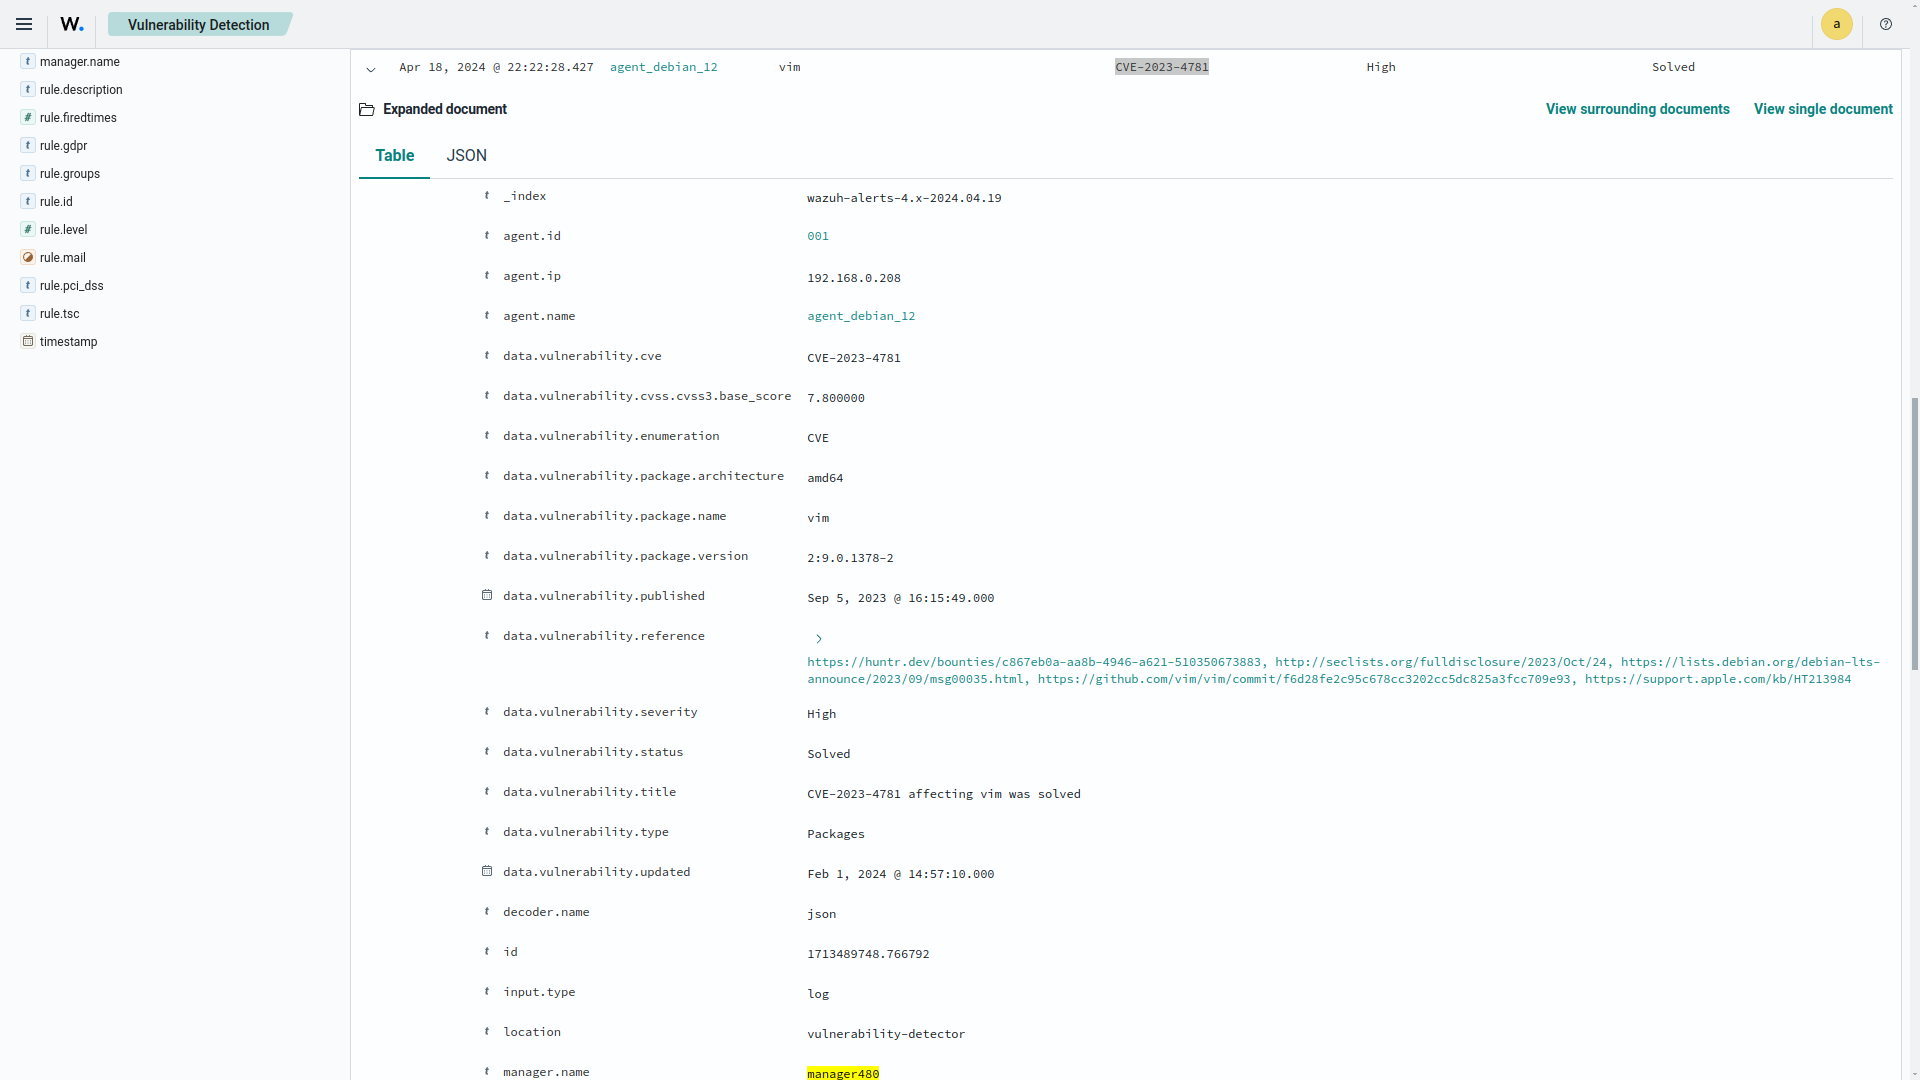 W. Vulnerability Detection a
t manager.name
t rule.description
# rule.firedtimes
t rule.gdpr
t rule.groups
t rule.id
# rule.level
rule.mail
t rule.pci_dss
t rule.tsc
timestamp
Apr 18, 2024 @ 22:22:28.427 agent_debian_12 vim CVE-2023-4781 High Solved
Expanded document View surrounding documents View single document
Table JSON
t _index wazuh-alerts-4.x-2024.04.19
t agent.id 001
t agent.ip 192.168.0.208
t agent.name agent_debian_12
t data.vulnerability.cve CVE-2023-4781
t data.vulnerability.cvss.cvss3.base_score 7.800000
t data.vulnerability.enumeration CVE
t data.vulnerability.package.architecture amd64
t data.vulnerability.package.name vim
t data.vulnerability.package.version 2:9.0.1378-2
data.vulnerability.published Sep 5, 2023 @ 16:15:49.000
t data.vulnerability.reference
https://huntr.dev/bounties/c867eb0a-aa8b-4946-a621-510350673883, http://seclists.org/fulldisclosure/2023/Oct/24, https://lists.debian.org/debian-lts-
announce/2023/09/msg00035.html, https://github.com/vim/vim/commit/f6d28fe2c95c678cc3202cc5dc825a3fcc709e93, https://support.apple.com/kb/HT213984
t data.vulnerability.severity High
t data.vulnerability.status Solved
t data.vulnerability.title CVE-2023-4781 affecting vim was solved
t data.vulnerability.type Packages
data.vulnerability.updated Feb 1, 2024 @ 14:57:10.000
t decoder.name json
t id 1713489748.766792
t input.type log
t location vulnerability-detector
t manager.name manager480